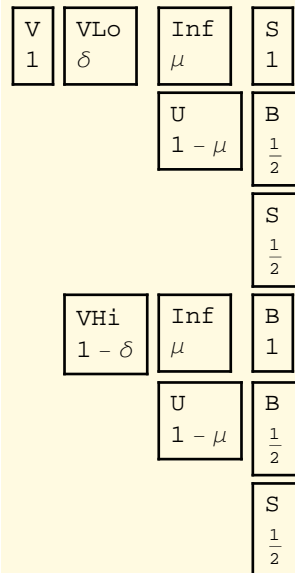 V VLo Inf S
1 δ μ 1
U B
1 - μ 1/2
S
1/2
VHi Inf B
1 - δ μ 1
U B
1 - μ 1/2
S
1/2